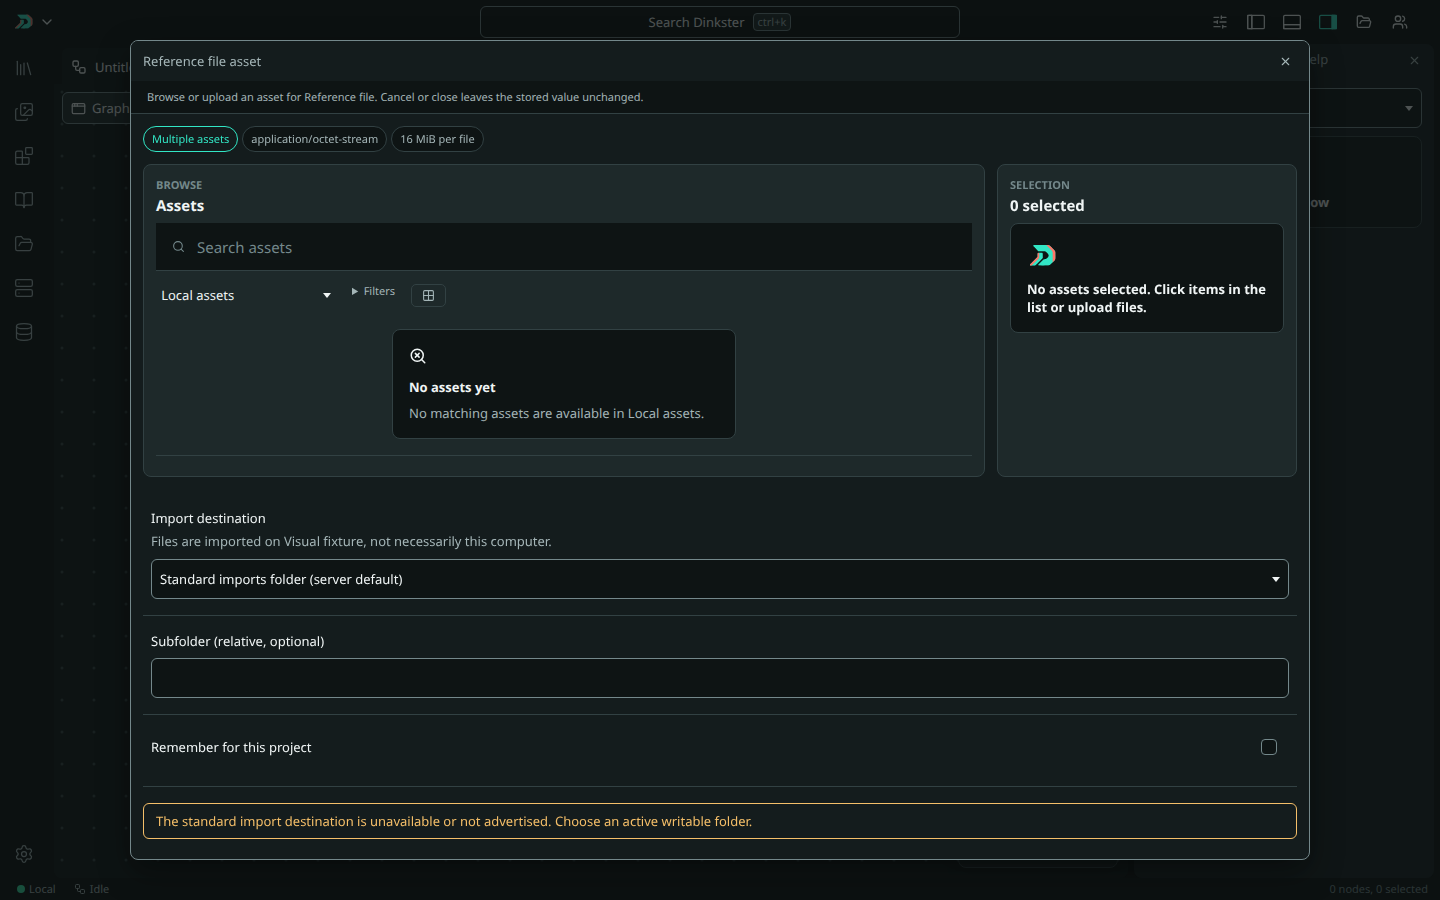 Search Dinkster ctrl+k
Reference file asset
Browse or upload an asset for Reference file. Cancel or close leaves the stored value unchanged.
Multiple assets
application/octet-stream
16 MiB per file
BROWSE
Assets
Search assets
Local assets
Filters
No assets yet
No matching assets are available in Local assets.
SELECTION
0 selected
No assets selected. Click items in the
list or upload files.
Import destination
Files are imported on Visual fixture, not necessarily this computer.
Standard imports folder (server default)
Subfolder (relative, optional)
Remember for this project
The standard import destination is unavailable or not advertised. Choose an active writable folder.
Local
Idle
0 nodes, 0 selected